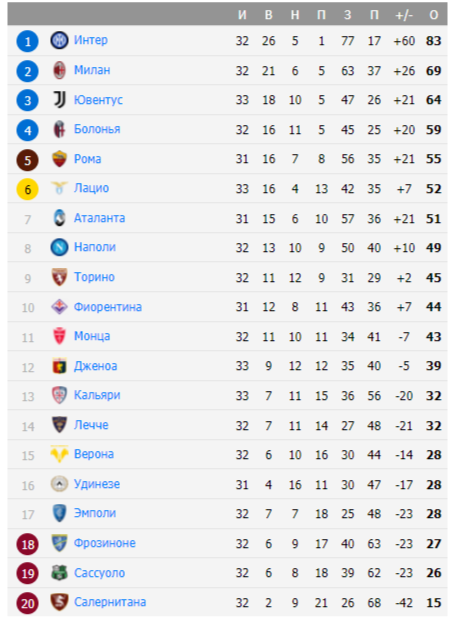 И В Н П З П +/- О
1 Интер 32 26 5 1 77 17 +60 83
2 Милан 32 21 6 5 63 37 +26 69
3 Ювентус 33 18 10 5 47 26 +21 64
4 Болонья 32 16 11 5 45 25 +20 59
5 Рома 31 16 7 8 56 35 +21 55
6 Лацио 33 16 4 13 42 35 +7 52
7 Аталанта 31 15 6 10 57 36 +21 51
8 Наполи 32 13 10 9 50 40 +10 49
9 Торино 32 11 12 9 31 29 +2 45
10 Фиорентина 31 12 8 11 43 36 +7 44
11 Монца 32 11 10 11 34 41 -7 43
12 Дженоа 33 9 12 12 35 40 -5 39
13 Кальяри 33 7 11 15 36 56 -20 32
14 Лечче 32 7 11 14 27 48 -21 32
15 Верона 32 6 10 16 30 44 -14 28
16 Удинезе 31 4 16 11 30 47 -17 28
17 Эмполи 32 7 7 18 25 48 -23 28
18 Фрозиноне 32 6 9 17 40 63 -23 27
19 Сассуоло 32 6 8 18 39 62 -23 26
20 Салернитана 32 2 9 21 26 68 -42 15